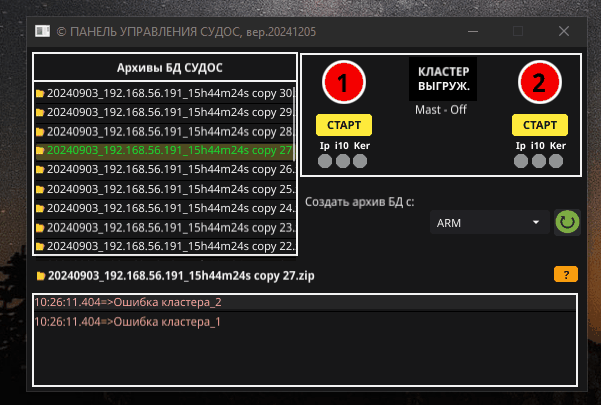 © ПАНЕЛЬ УПРАВЛЕНИЯ СУДОС, вер.20241205
Архивы БД СУДОС
20240903_192.168.56.191_15h44m24s copy 30
20240903_192.168.56.191_15h44m24s copy 29.
20240903_192.168.56.191_15h44m24s copy 28.
20240903_192.168.56.191_15h44m24s copy 27
20240903_192.168.56.191_15h44m24s copy 26.
20240903_192.168.56.191_15h44m24s copy 25.
20240903_192.168.56.191_15h44m24s copy 24.
20240903_192.168.56.191_15h44m24s copy 23.
20240903_192.168.56.191_15h44m24s copy 22.
1
КЛАСТЕР
ВЫГРУЖ.
2
Mast - Off
СТАРТ
СТАРТ
Ip i10 Ker
Ip i10 Ker
Создать архив БД с:
ARM
20240903_192.168.56.191_15h44m24s copy 27.zip
?
10:26:11.404=>Ошибка кластера_2
10:26:11.404=>Ошибка кластера_1